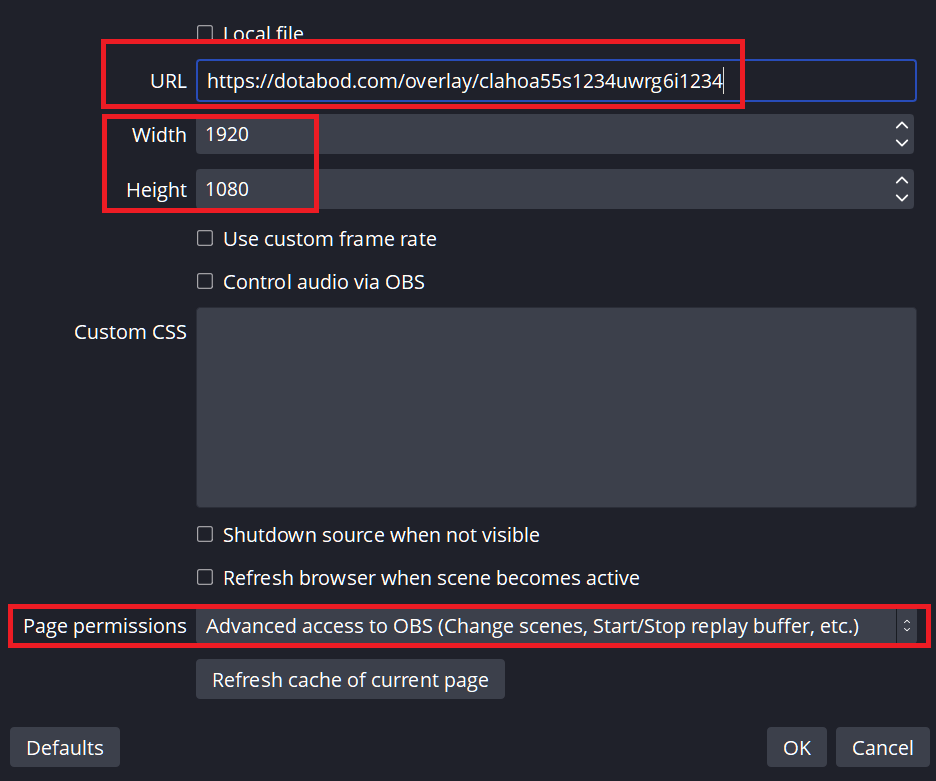 Local file
URL https://dotabod.com/overlay/clahoa55s1234uwrg6i1234
Width 1920
Height 1080
Use custom frame rate
Control audio via OBS
Custom CSS
Shutdown source when not visible
Refresh browser when scene becomes active
Page permissions Advanced access to OBS (Change scenes, Start/Stop replay buffer, etc.)
Refresh cache of current page
Defaults OK Cancel